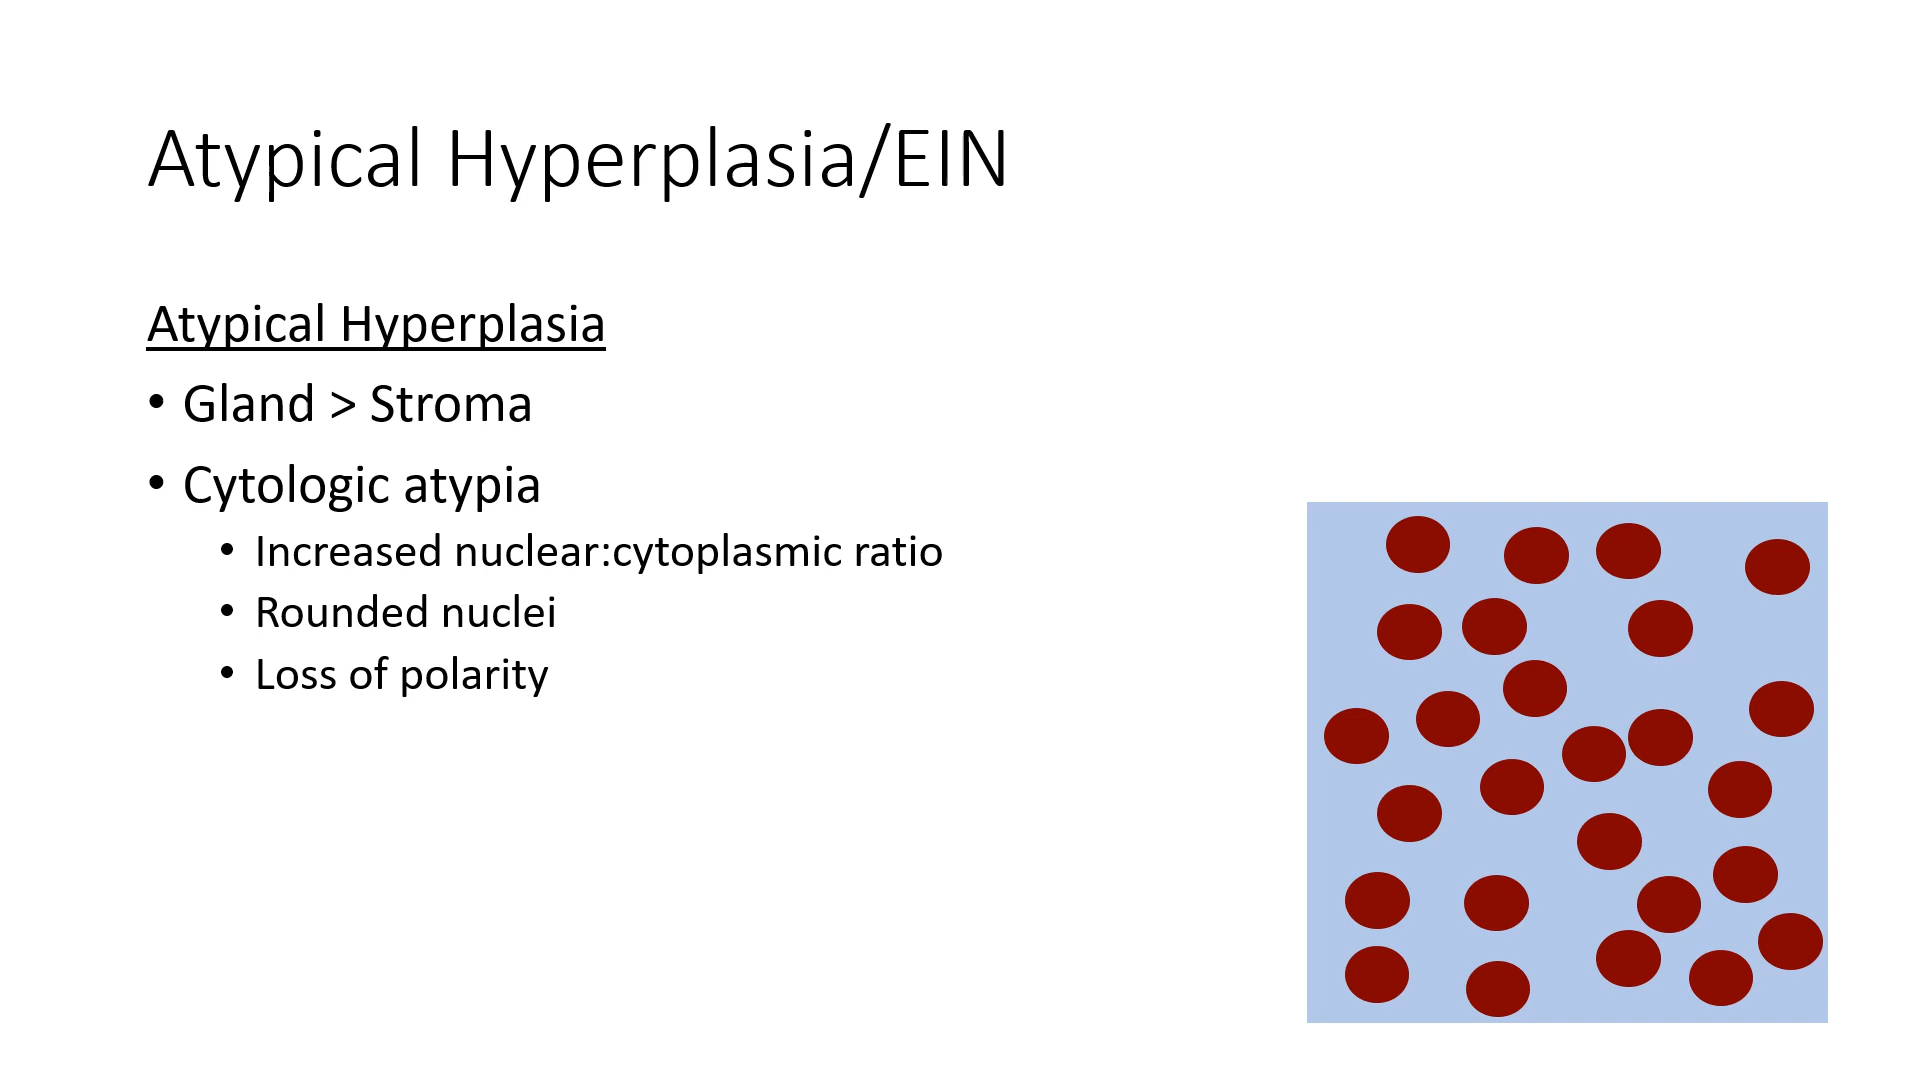 Atypical Hyperplasia/EIN
Atypical Hyperplasia
• Gland > Stroma
• Cytologic atypia
• Increased nuclear:cytoplasmic ratio
• Rounded nuclei
• Loss of polarity